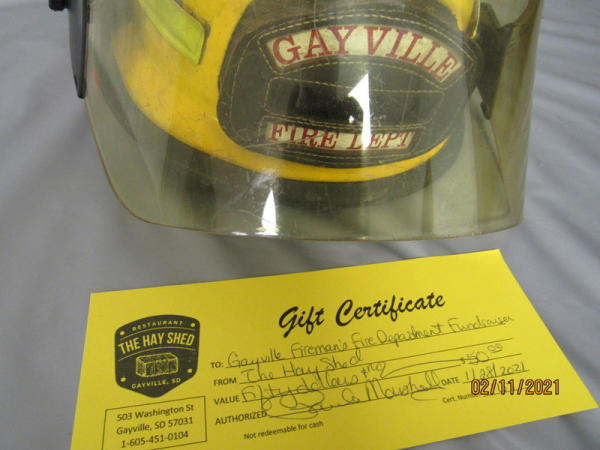 GAYVILLE
FIRE DEPT
Gift Certificate
RESTAURANT
THE HAY SHED
GAYVILLE, SD
503 Washington St
Gayville, SD 57031
1-605-451-0104
TO: Gayville Fireman's Fire Department Fundraiser
FROM The Hay Shed
VALUE Fifty dollars $50
AUTHORIZED Marshall DATE 1/28/2021
Cert. Number
Not redeemable for cash
02/11/2021